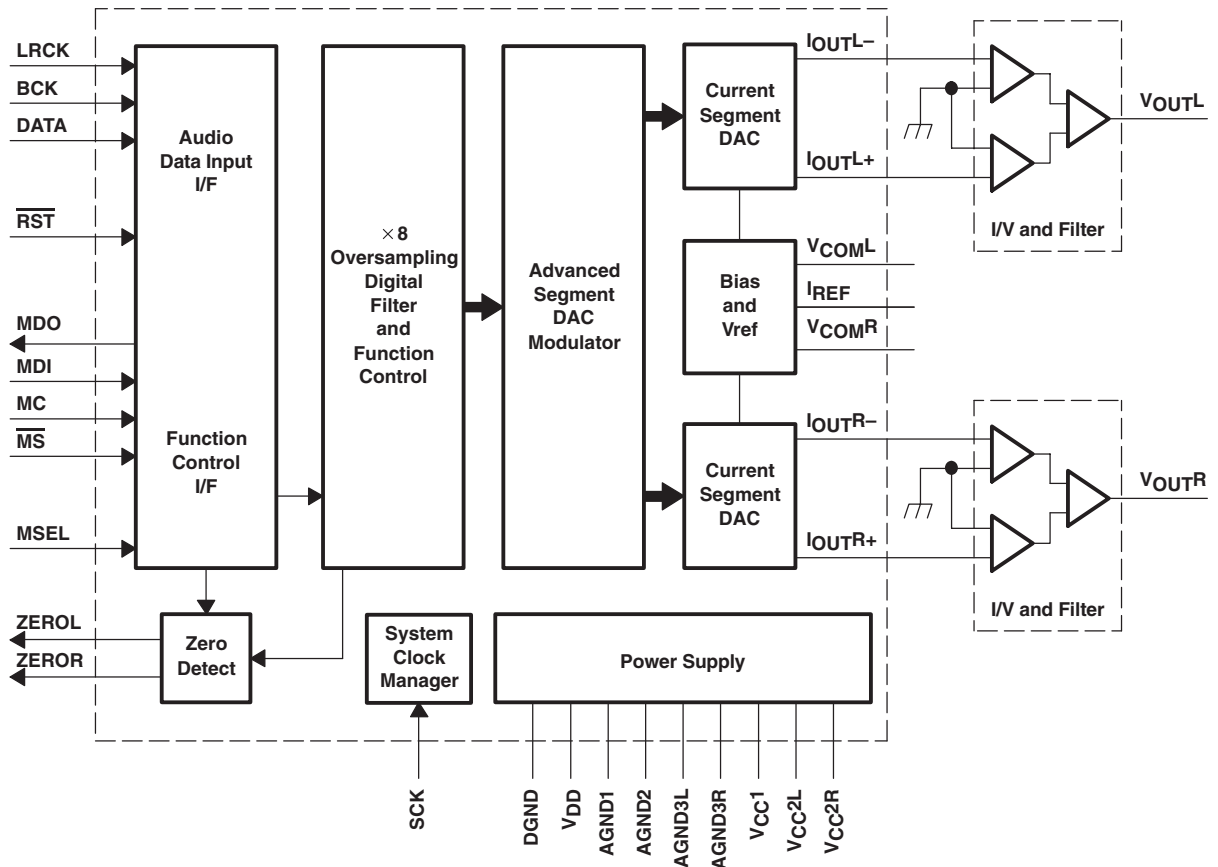 LRCK
BCK
DATA
RST
MDO
MDI
MC
MS
MSEL
ZEROL
ZEROR
Audio
Data Input
I/F
Function
Control
I/F
×8
Oversampling
Digital
Filter
and
Function
Control
Advanced
Segment
DAC
Modulator
Current
Segment
DAC
Bias
and
Vref
Current
Segment
DAC
IOUTL–
IOUTL+
VCOML
IREF
VCOMR
IOUTR–
IOUTR+
VOUTL
I/V and Filter
VOUTR
I/V and Filter
Zero
Detect
System
Clock
Manager
Power Supply
SCK
DGND
VDD
AGND1
AGND2
AGND3L
AGND3R
VCC1
VCC2L
VCC2R